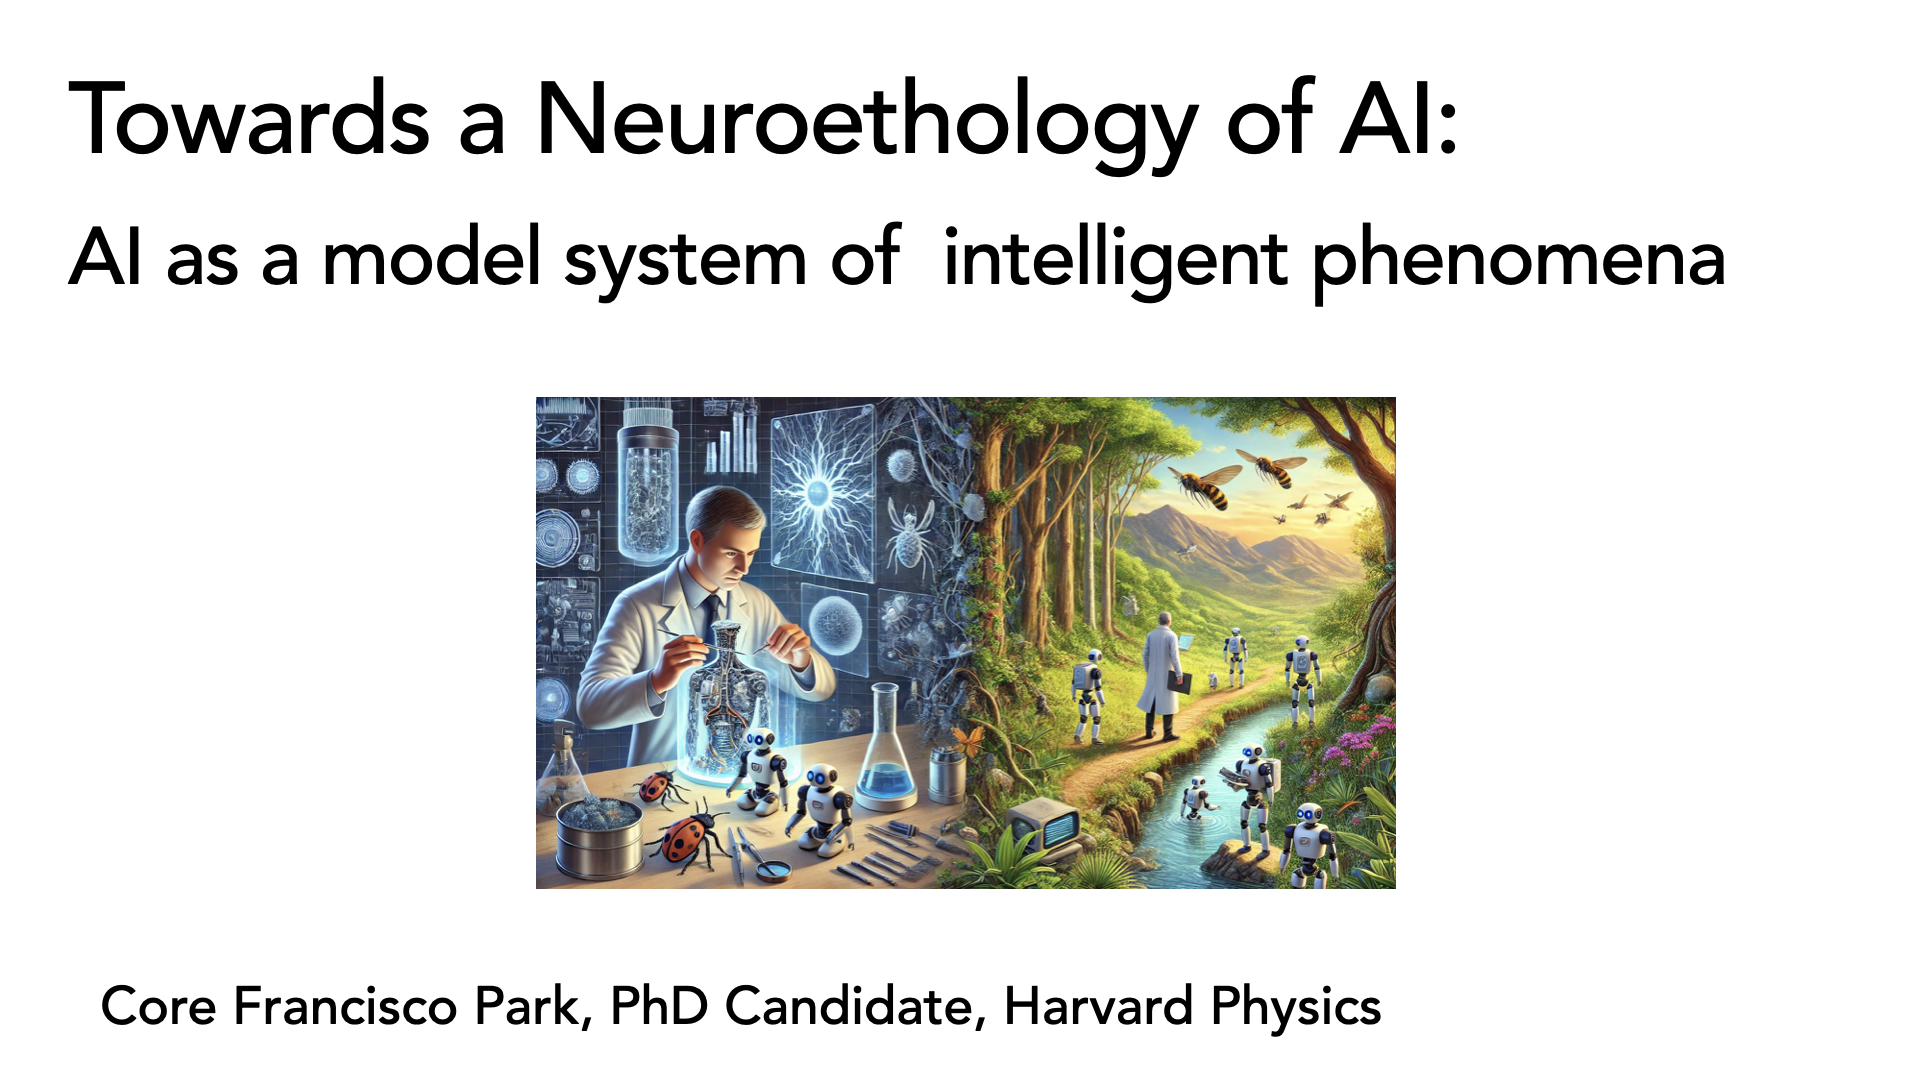 Towards a Neuroethology of AI:
AI as a model system of  intelligent phenomena
Core Francisco Park, PhD Candidate, Harvard Physics